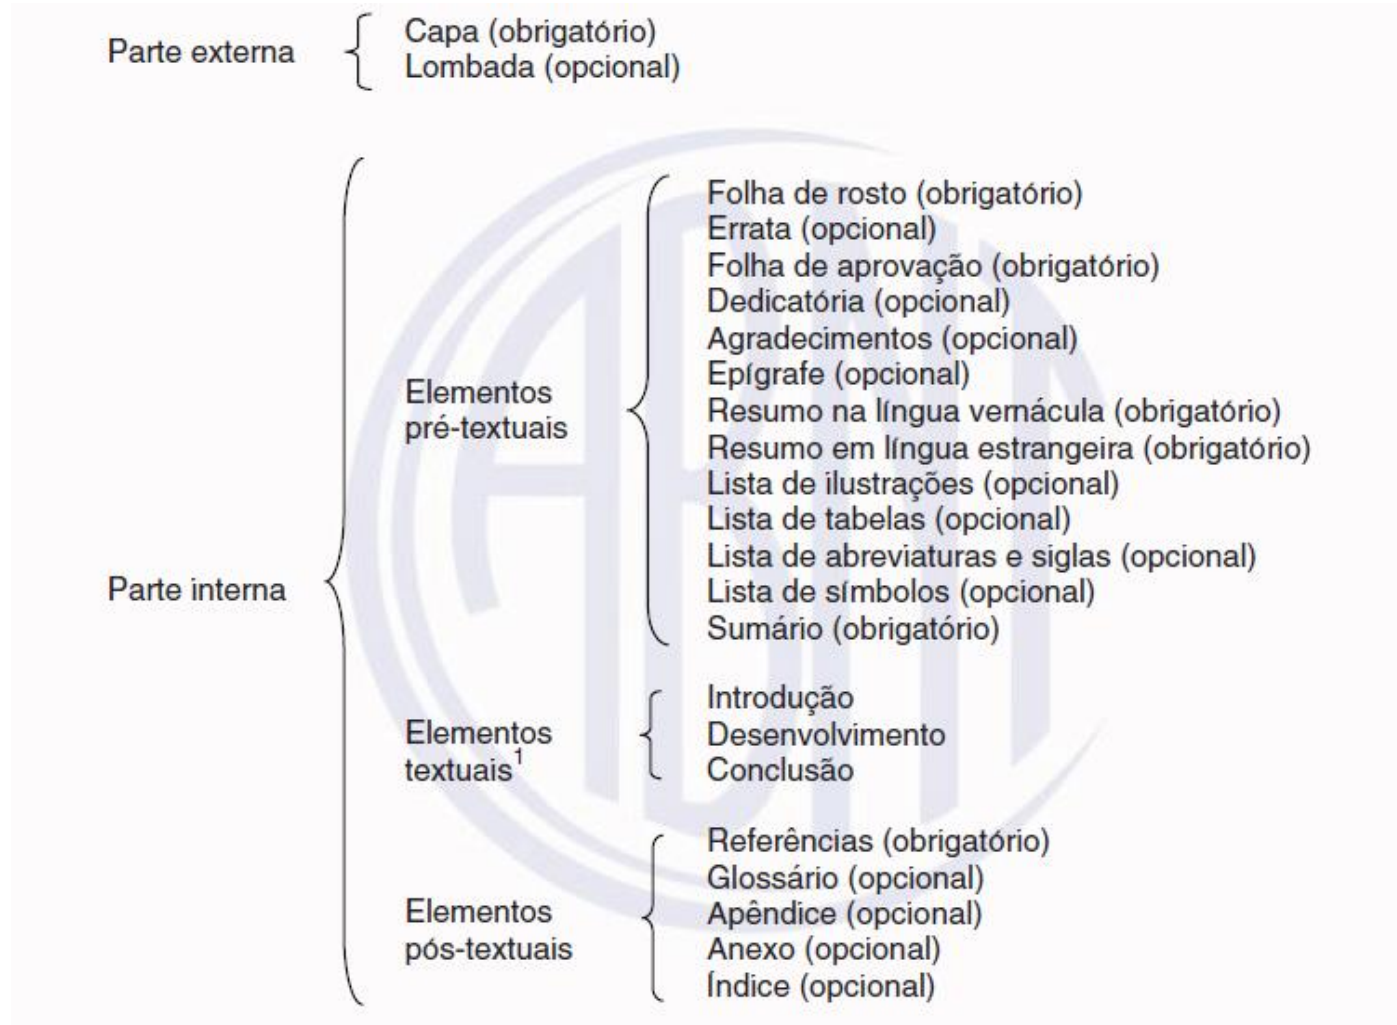 Parte externa
Capa (obrigatório)
Lombada (opcional)
Parte interna
Elementos
pré-textuais
Folha de rosto (obrigatório)
Errata (opcional)
Folha de aprovação (obrigatório)
Dedicatória (opcional)
Agradecimentos (opcional)
Epígrafe (opcional)
Resumo na língua vernácula (obrigatório)
Resumo em língua estrangeira (obrigatório)
Lista de ilustrações (opcional)
Lista de tabelas (opcional)
Lista de abreviaturas e siglas (opcional)
Lista de símbolos (opcional)
Sumário (obrigatório)
Elementos
textuais¹
Introdução
Desenvolvimento
Conclusão
Elementos
pós-textuais
Referências (obrigatório)
Glossário (opcional)
Apêndice (opcional)
Anexo (opcional)
Índice (opcional)
ABNT